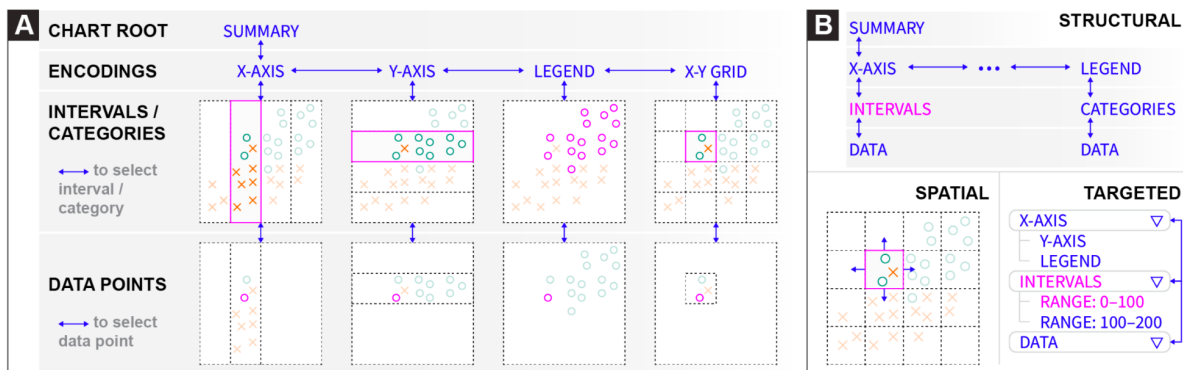 A
CHART ROOT
SUMMARY
ENCODINGS
X-AXIS
Y-AXIS
LEGEND
X-Y GRID
INTERVALS /
CATEGORIES
to select
interval /
category
DATA POINTS
to select
data point
B
STRUCTURAL
SUMMARY
X-AXIS
•••
LEGEND
INTERVALS
CATEGORIES
DATA
DATA
SPATIAL
TARGETED
X-AXIS
Y-AXIS
LEGEND
INTERVALS
RANGE: 0–100
RANGE: 100–200
DATA